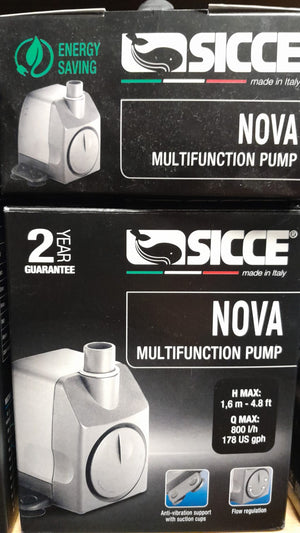 ENERGY
SAVING
SICCE
made in Italy
NOVA
MULTIFUNCTION PUMP
2 YEAR
GUARANTEE
SICCE®
made in Italy
NOVA
MULTIFUNCTION PUMP
H MAX:
1,6 m - 4.8 ft
Q MAX:
800 l/h
178 US gph
Anti-vibration support
with suction cups
Flow regulation